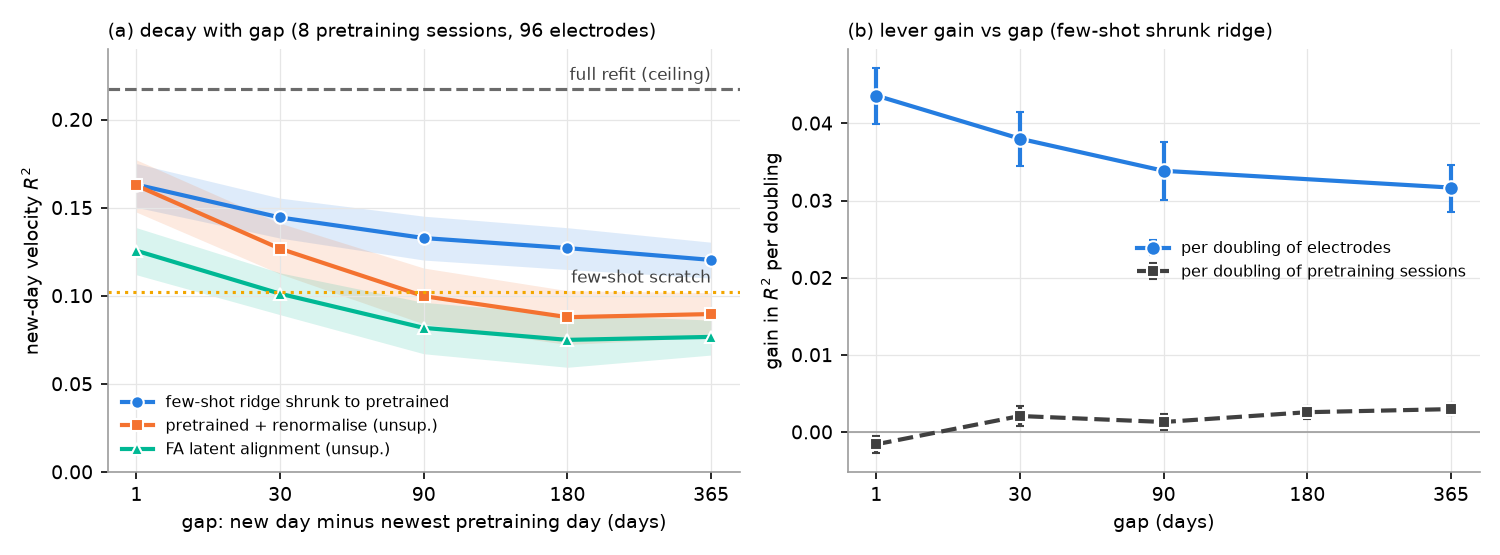 (a) decay with gap (8 pretraining sessions, 96 electrodes)
full refit (ceiling)
few-shot scratch
new-day velocity R²
0.20
0.15
0.10
0.05
0.00
few-shot ridge shrunk to pretrained
pretrained + renormalise (unsup.)
FA latent alignment (unsup.)
1 30 90 180 365
gap: new day minus newest pretraining day (days)
(b) lever gain vs gap (few-shot shrunk ridge)
gain in R² per doubling
0.04
0.03
0.02
0.01
0.00
per doubling of electrodes
per doubling of pretraining sessions
1 30 90 180 365
gap (days)